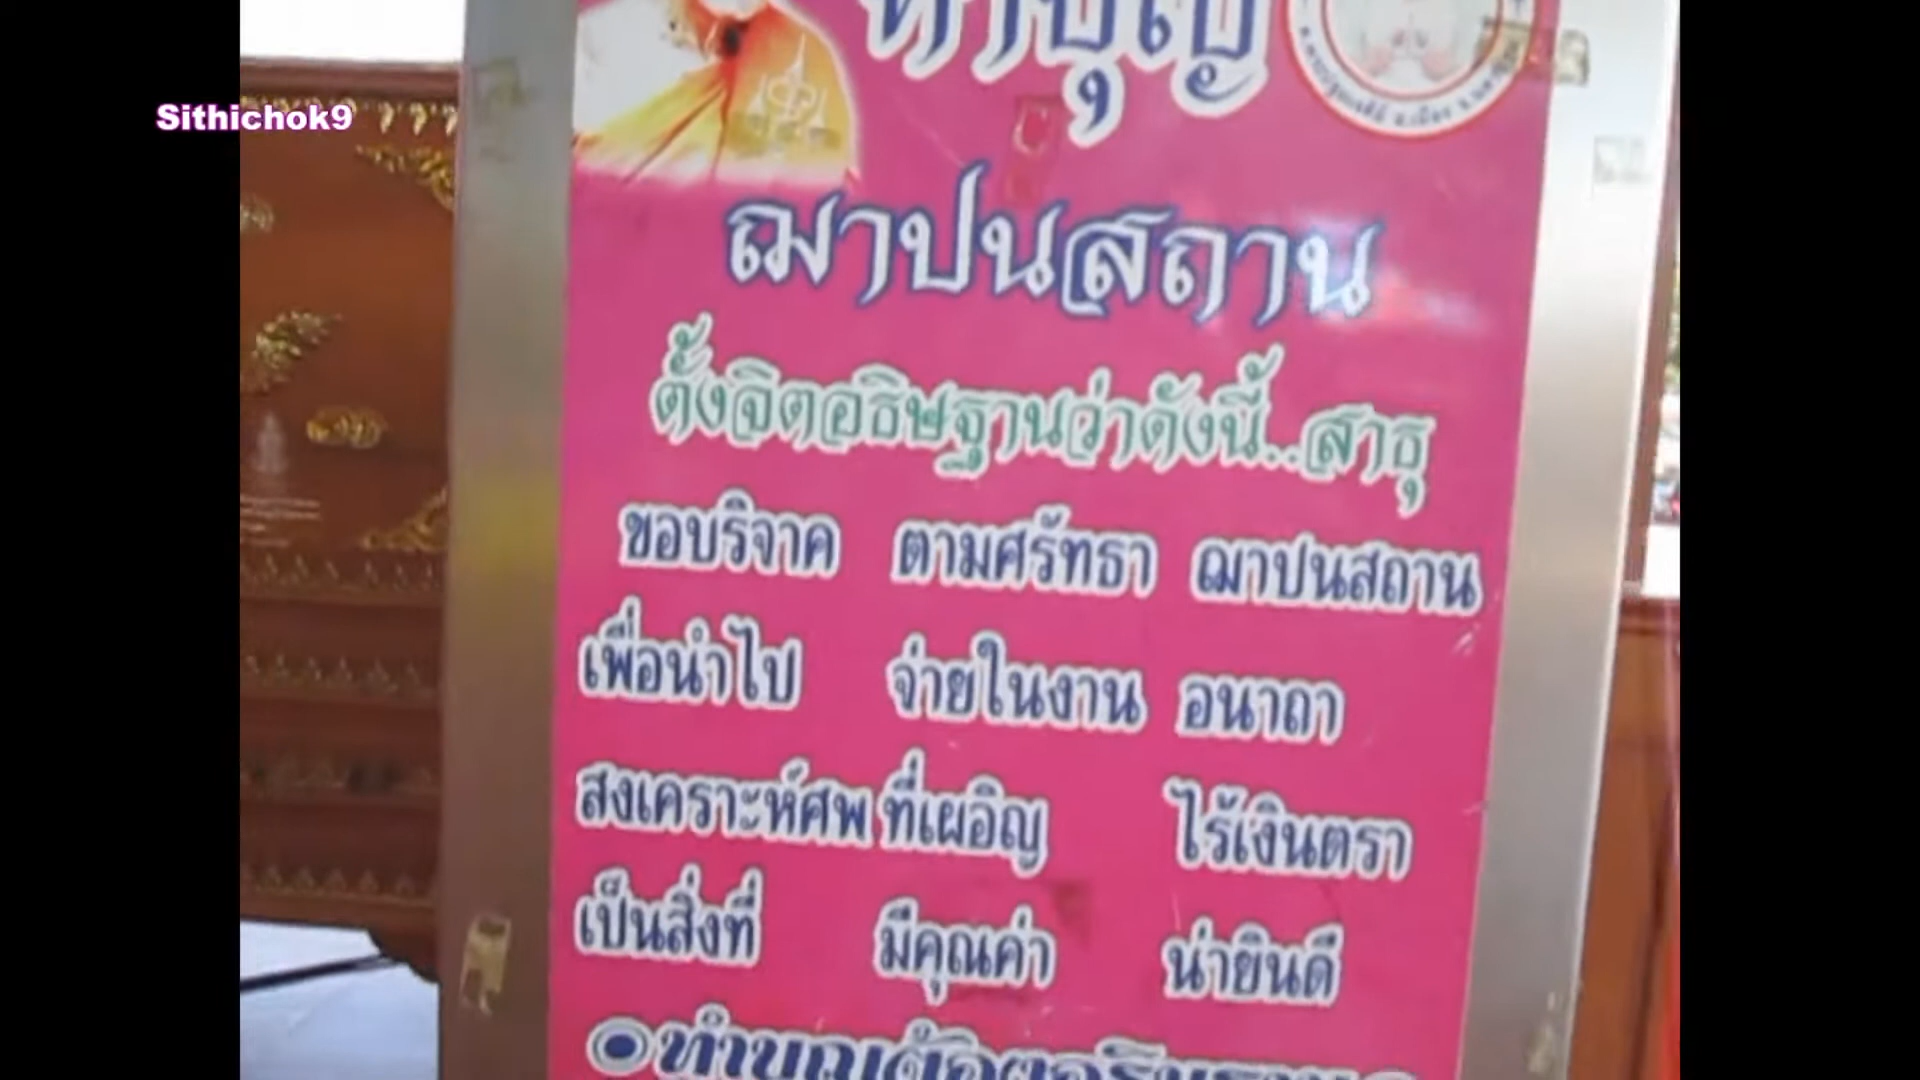 Sithichok9
ทำบุญ
ฌาปนสถาน
ตั้งจิตอธิษฐานว่าดังนี้..สาธุ
ขอบริจาค ตามศรัทธา ฌาปนสถาน
เพื่อนำไป จ่ายในงาน อนาถา
สงเคราะห์ศพ ที่เผอิญ ไร้เงินตรา
เป็นสิ่งที่ มีคุณค่า น่ายินดี